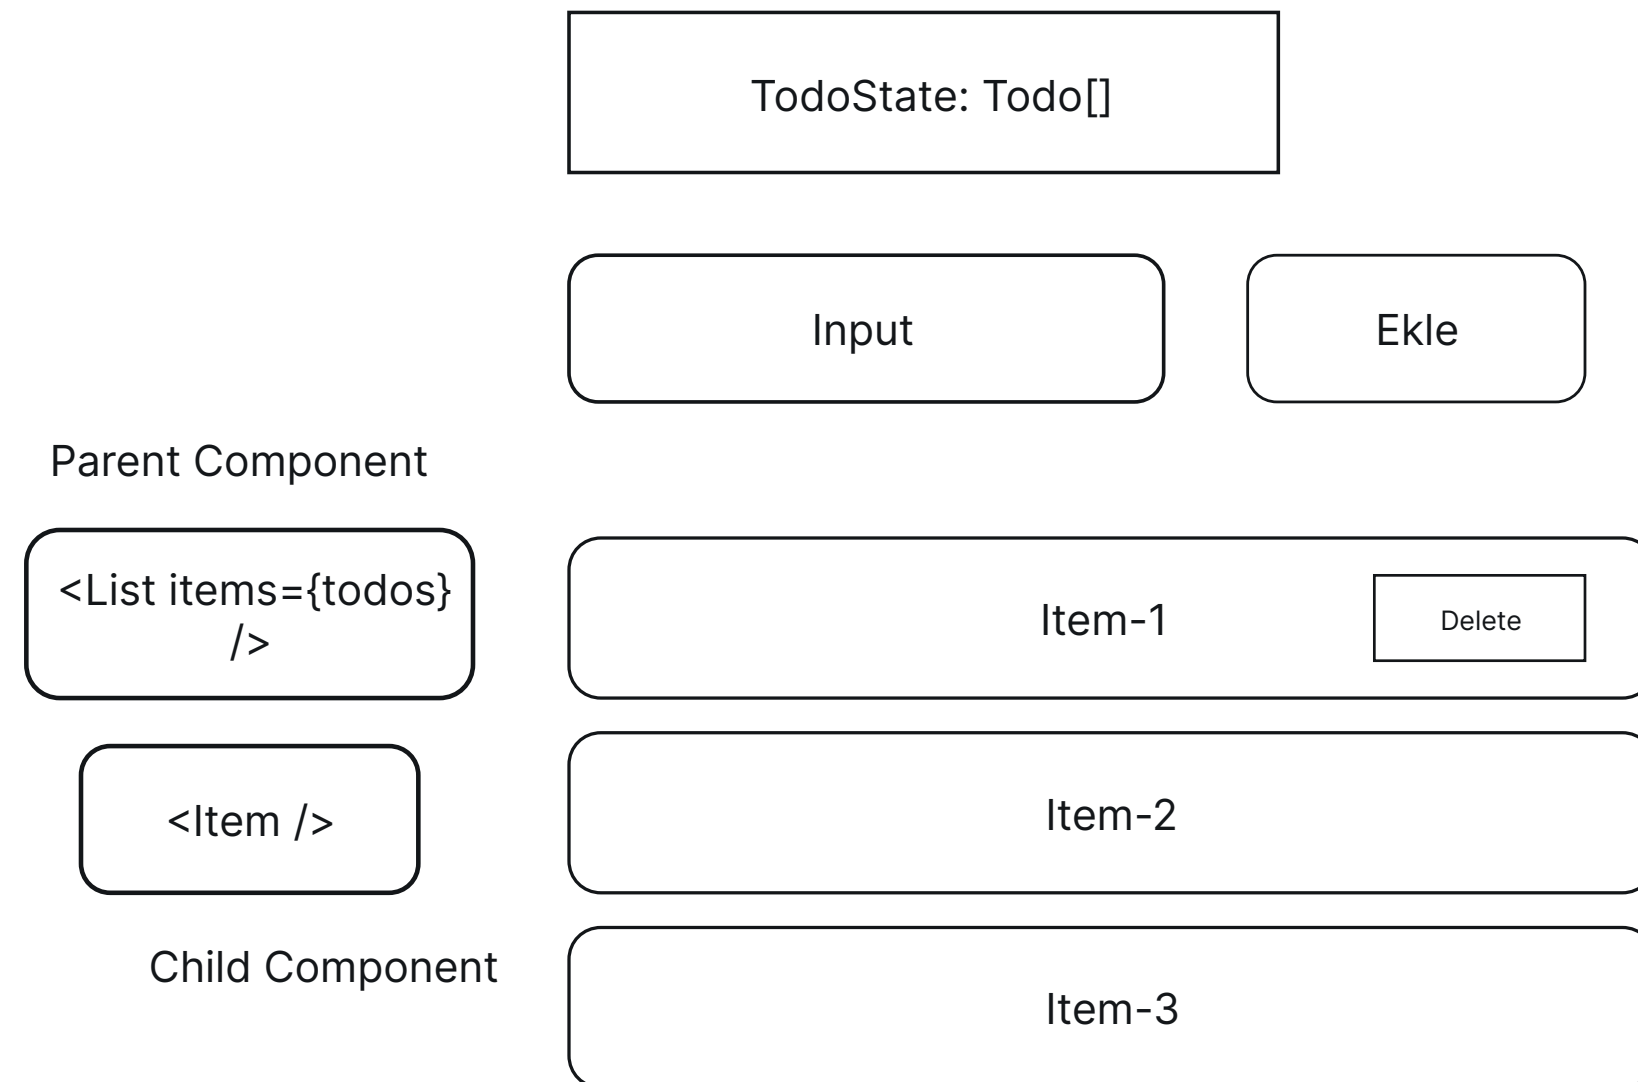 TodoState: Todo[]
Input
Ekle
Parent Component
<List items={todos}
/>
Item-1
Delete
<Item />
Item-2
Child Component
Item-3